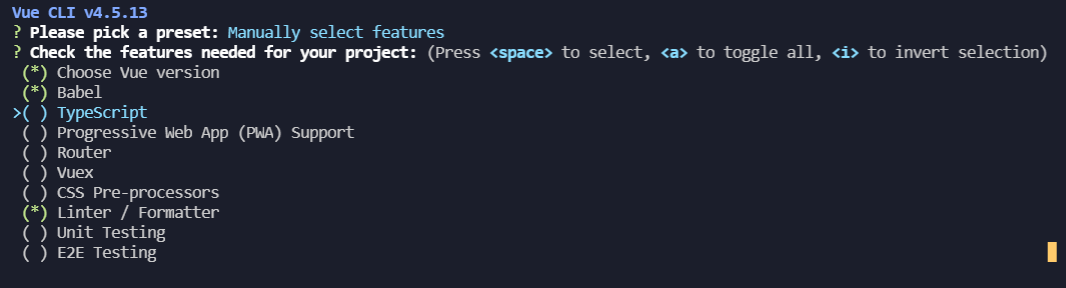 Vue CLI v4.5.13
? Please pick a preset: Manually select features
? Check the features needed for your project: (Press <space> to select, <a> to toggle all, <i> to invert selection)
 (*) Choose Vue version
 (*) Babel
>( ) TypeScript
 ( ) Progressive Web App (PWA) Support
 ( ) Router
 ( ) Vuex
 ( ) CSS Pre-processors
 (*) Linter / Formatter
 ( ) Unit Testing
 ( ) E2E Testing